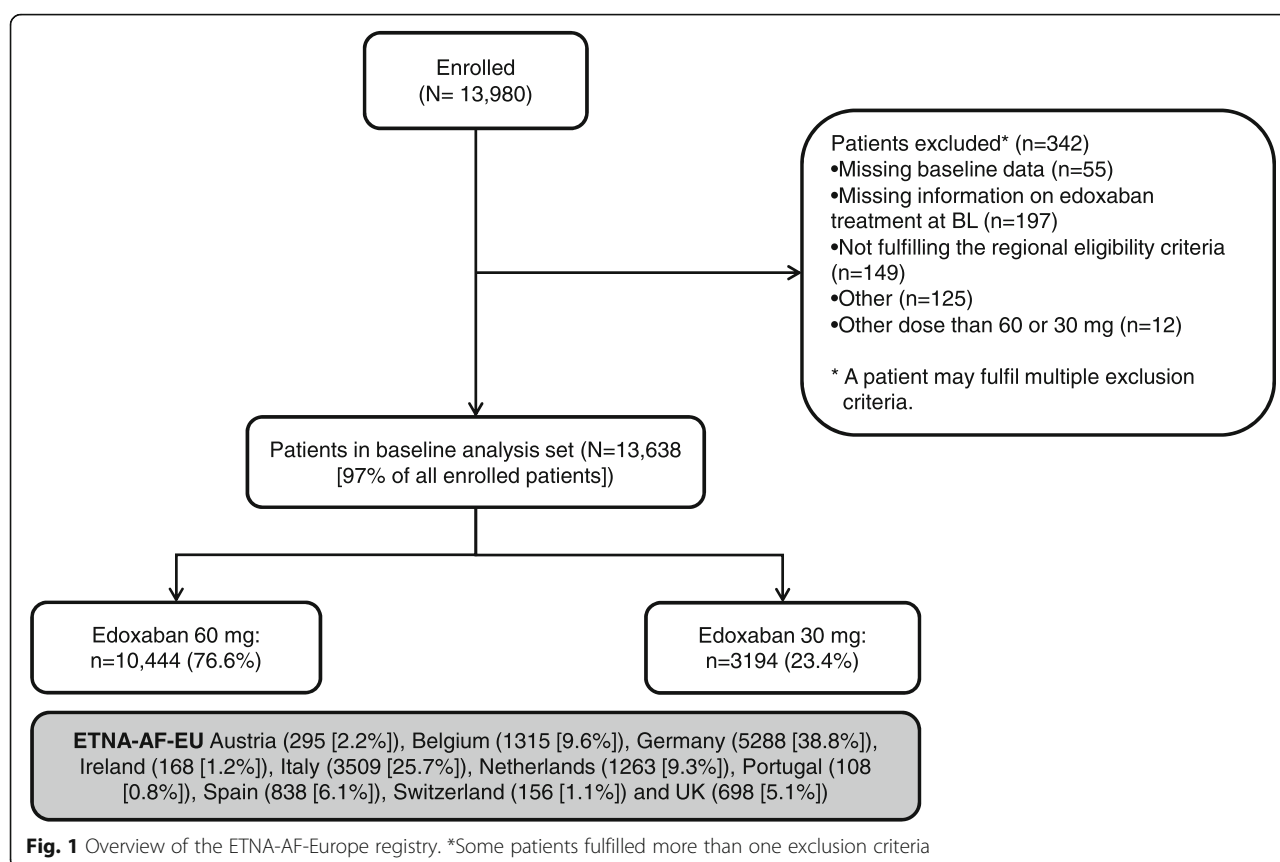 Enrolled
(N= 13,980)
Patients excluded* (n=342)
•Missing baseline data (n=55)
•Missing information on edoxaban
treatment at BL (n=197)
•Not fulfilling the regional eligibility criteria
(n=149)
•Other (n=125)
•Other dose than 60 or 30 mg (n=12)
* A patient may fulfil multiple exclusion
criteria.
Patients in baseline analysis set (N=13,638
[97% of all enrolled patients])
Edoxaban 60 mg:
n=10,444 (76.6%)
Edoxaban 30 mg:
n=3194 (23.4%)
ETNA-AF-EU Austria (295 [2.2%]), Belgium (1315 [9.6%]), Germany (5288 [38.8%]),
Ireland (168 [1.2%]), Italy (3509 [25.7%]), Netherlands (1263 [9.3%]), Portugal (108
[0.8%]), Spain (838 [6.1%]), Switzerland (156 [1.1%) and UK (698 [5.1%])
Fig. 1 Overview of the ETNA-AF-Europe registry. *Some patients fulfilled more than one exclusion criteria